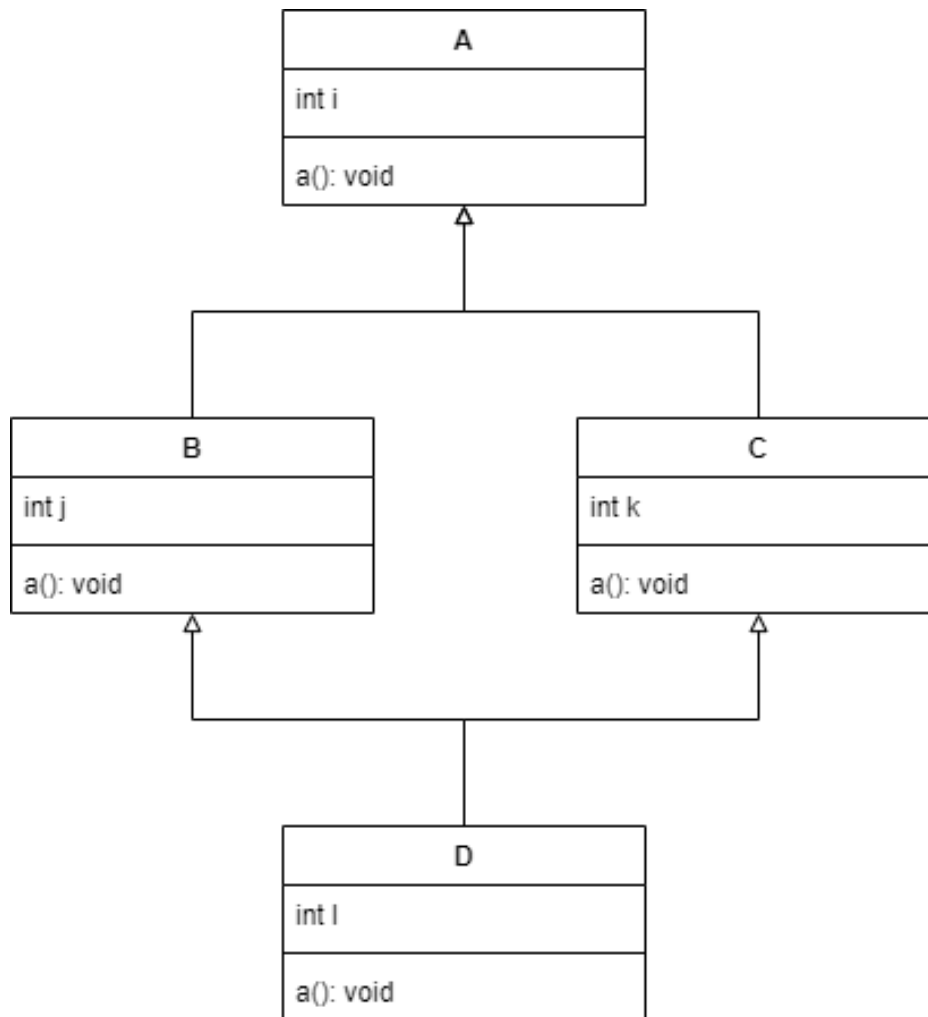 A
int i
a(): void
B
int j
a(): void
C
int k
a(): void
D
int l
a(): void